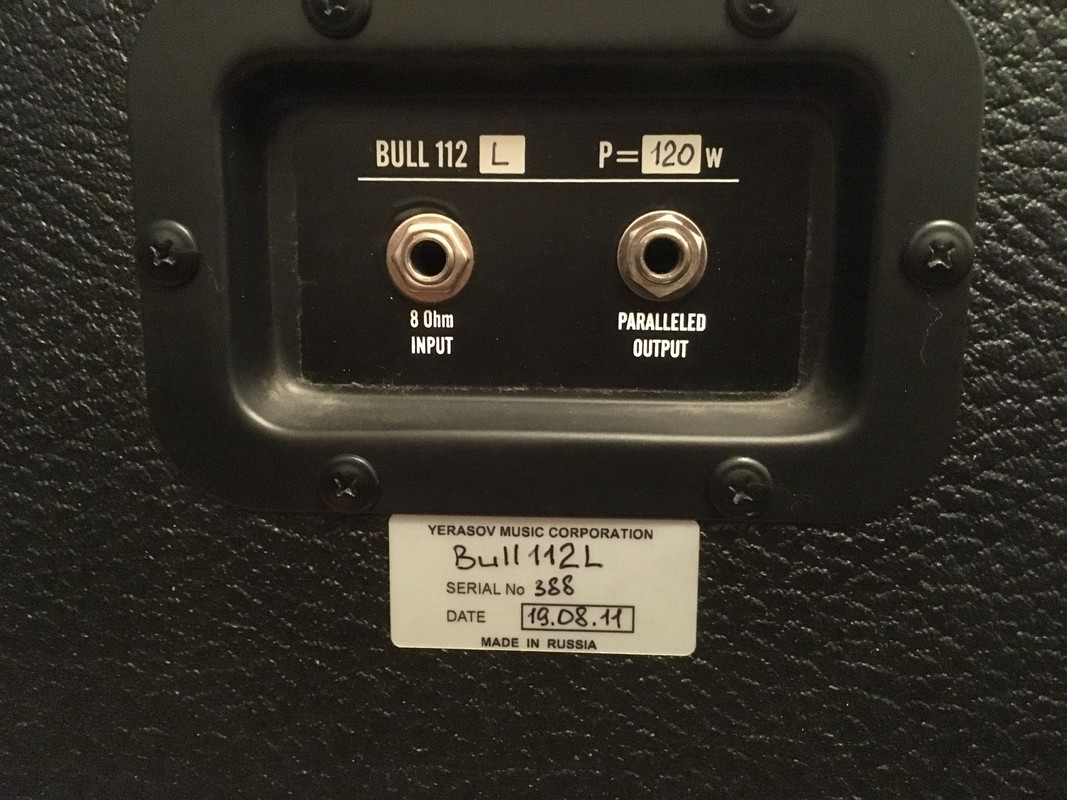 BULL 112 L P= 120 W
8 Ohm INPUT
PARALLELED OUTPUT
YERASOV MUSIC CORPORATION
Bull 112L
SERIAL No 388
DATE 19.08.11
MADE IN RUSSIA